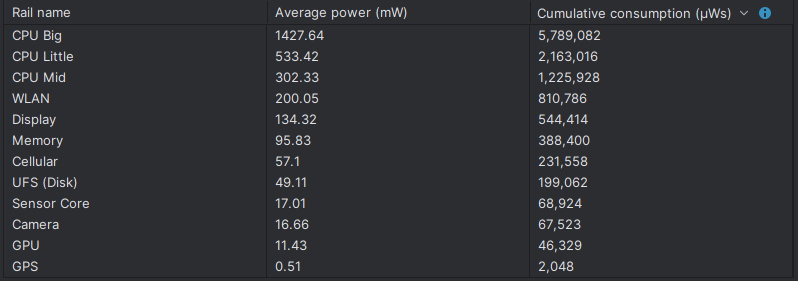 Rail name Average power (mW) Cumulative consumption (µWs)
CPU Big 1427.64 5,789,082
CPU Little 533.42 2,163,016
CPU Mid 302.33 1,225,928
WLAN 200.05 810,786
Display 134.32 544,414
Memory 95.83 388,400
Cellular 57.1 231,558
UFS (Disk) 49.11 199,062
Sensor Core 17.01 68,924
Camera 16.66 67,523
GPU 11.43 46,329
GPS 0.51 2,048